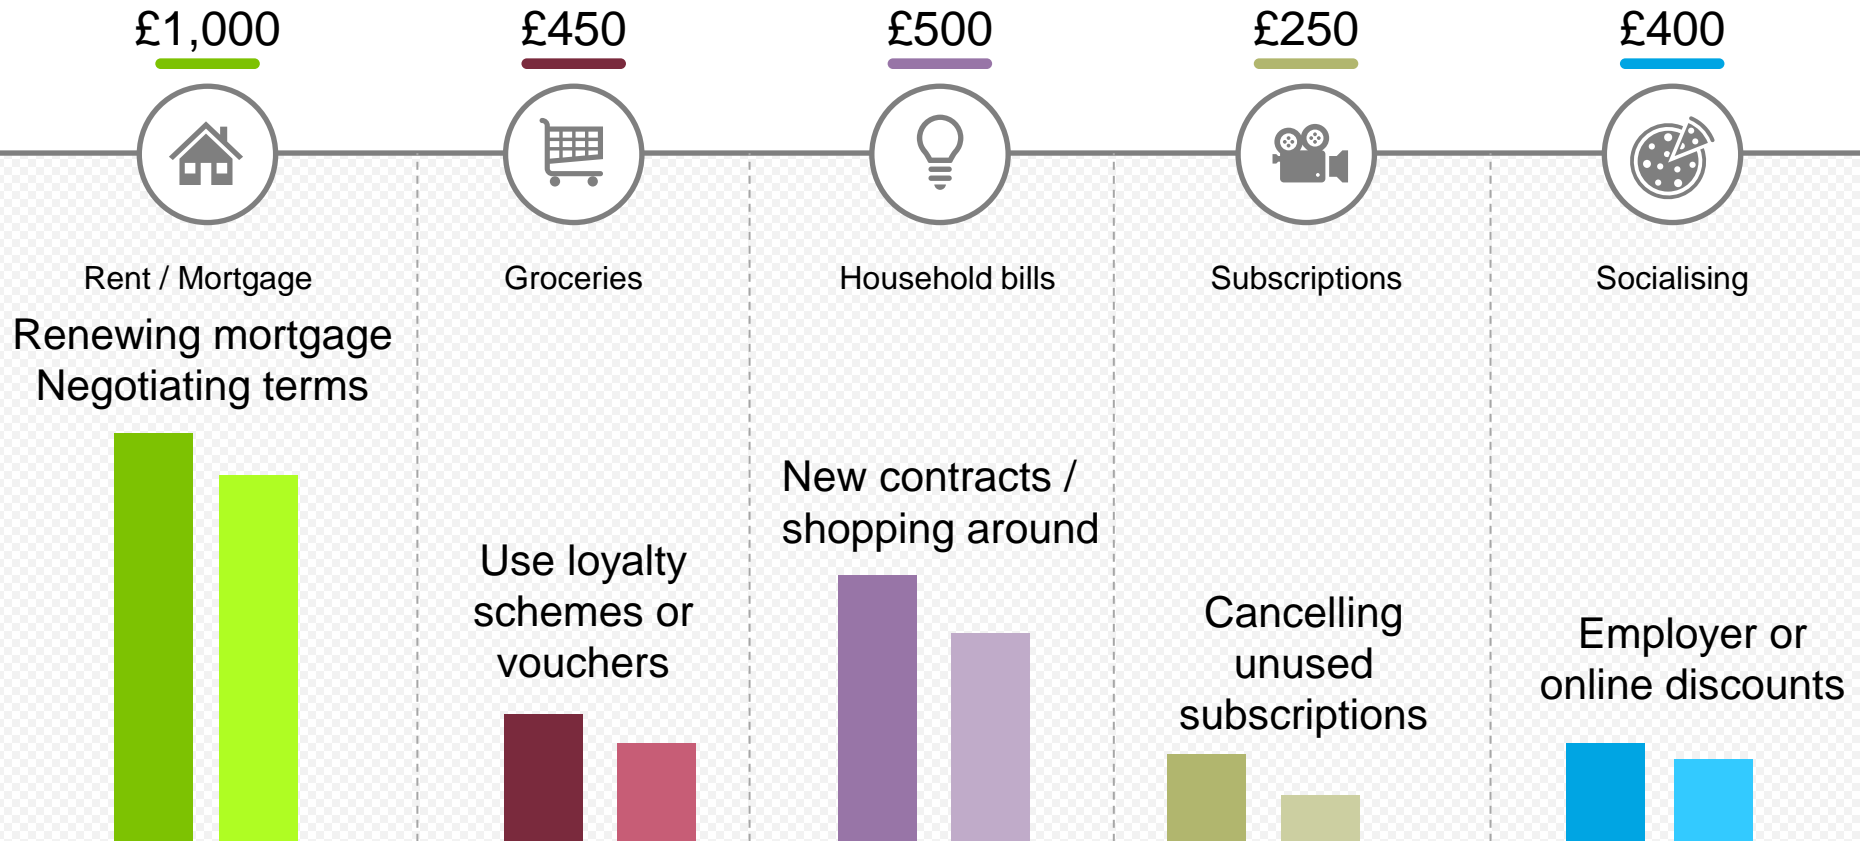 £1,000
£450
£500
£250
£400
Rent / Mortgage
Groceries
Household bills
Subscriptions
Socialising
Renewing mortgage
Negotiating terms
Use loyalty
schemes or
vouchers
New contracts /
shopping around
Cancelling
unused
subscriptions
Employer or
online discounts